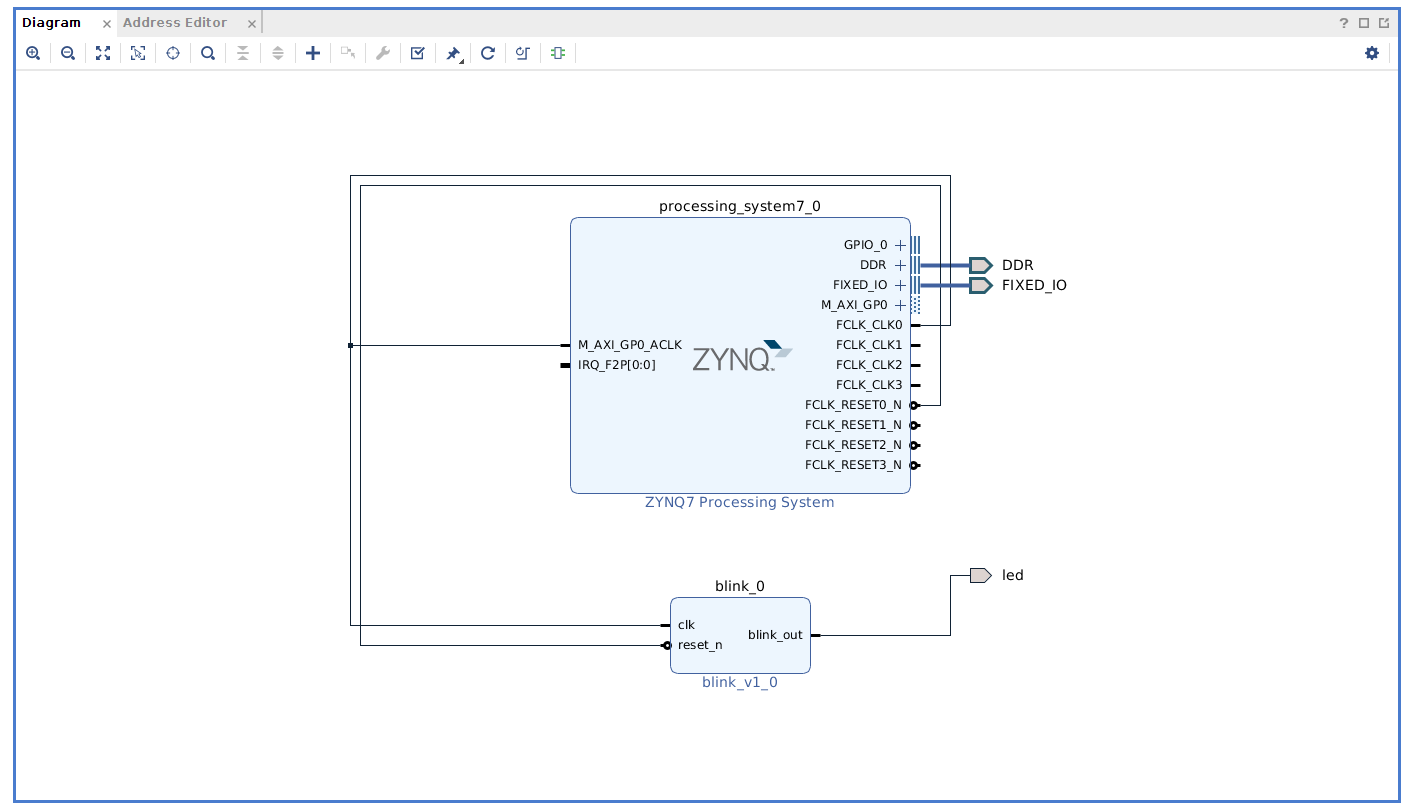 Diagram
Address Editor
processing_system7_0
GPIO_0
DDR
FIXED_IO
M_AXI_GP0
FCLK_CLK0
FCLK_CLK1
FCLK_CLK2
FCLK_CLK3
FCLK_RESET0_N
FCLK_RESET1_N
FCLK_RESET2_N
FCLK_RESET3_N
M_AXI_GP0_ACLK
IRQ_F2P[0:0]
ZYNQ
ZYNQ7 Processing System
DDR
FIXED_IO
blink_0
clk
reset_n
blink_out
blink_v1_0
led